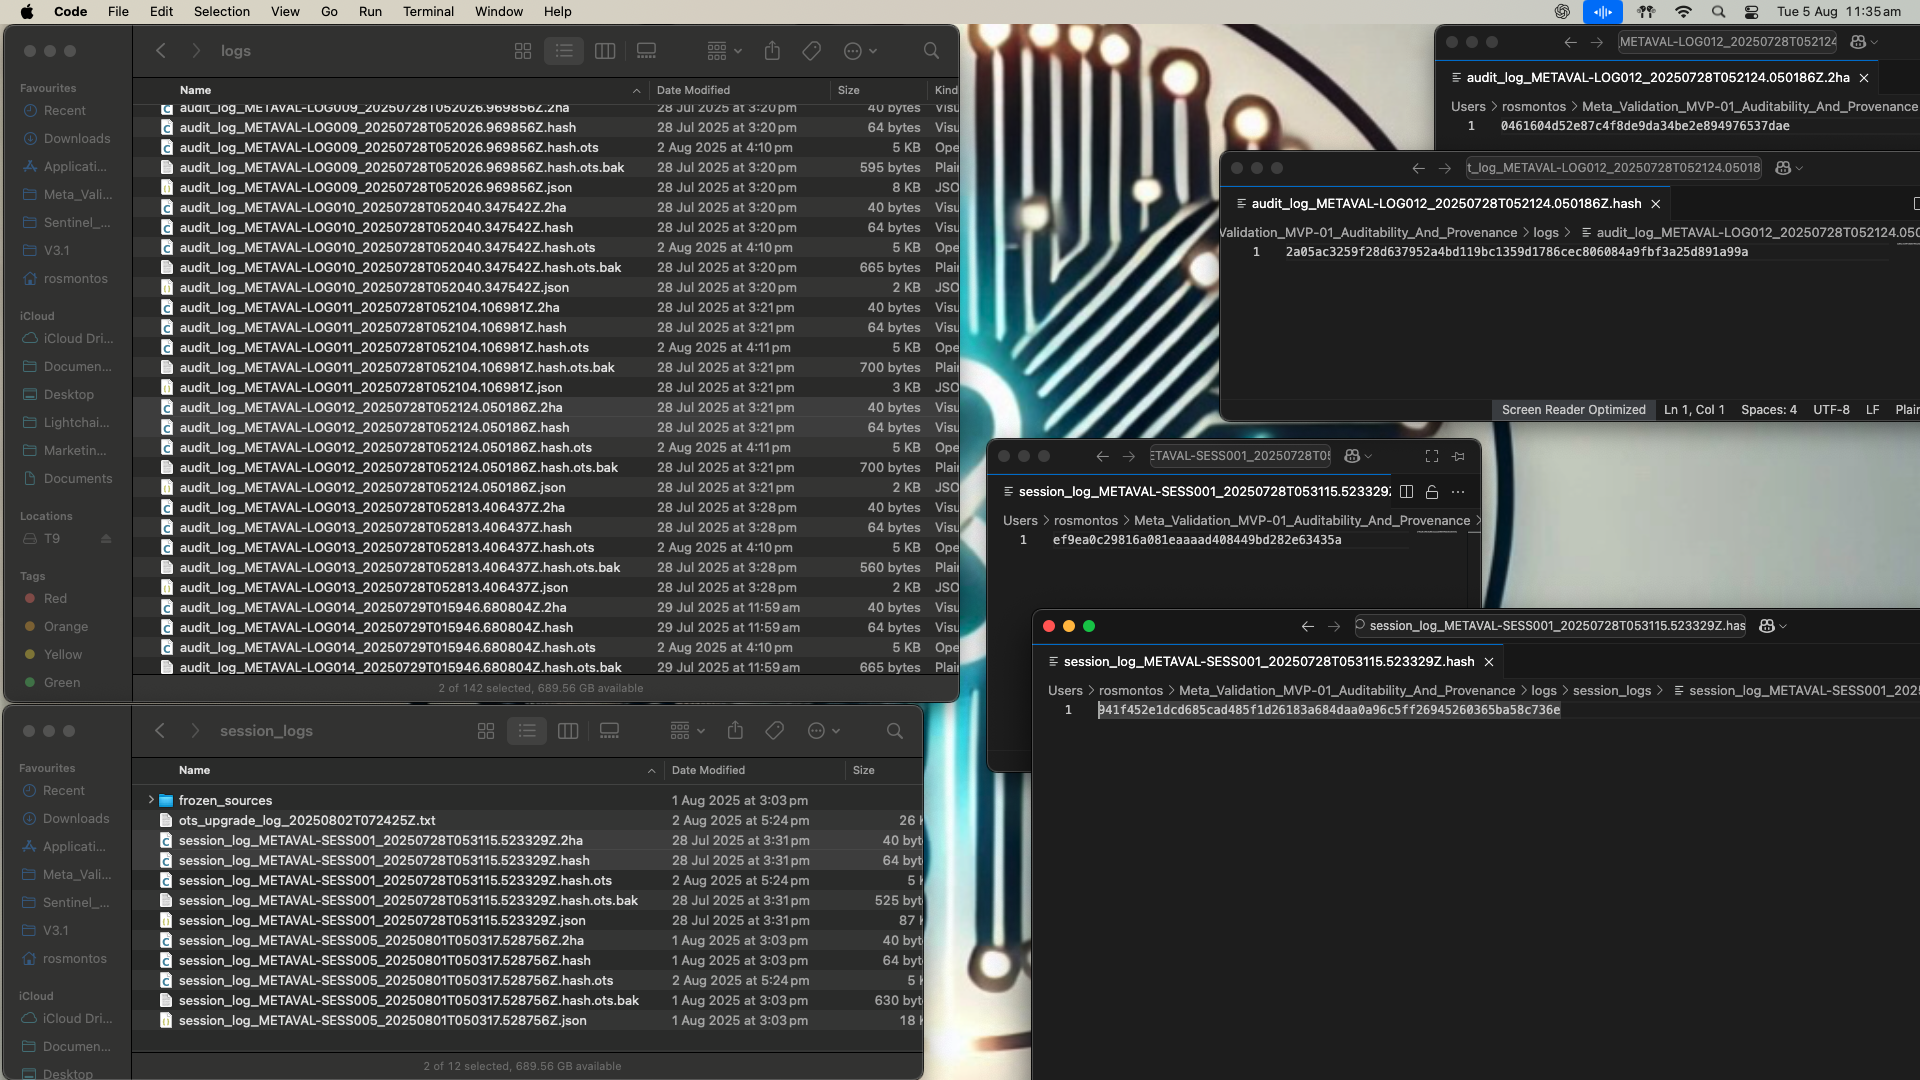 Code File Edit Selection View Go Run Terminal Window Help
Tue 5 Aug 11:35 am
logs
Favourites
Recent
Downloads
Applicati...
Meta_Vali...
Sentinel_...
V3.1
rosmontos
iCloud
iCloud Dri...
Documen...
Desktop
Lightchai...
Marketin...
Documents
Locations
T9
Tags
Red
Orange
Yellow
Green
Name Date Modified Size Kind
audit_log_METAVAL-LOG009_20250728T052026.969856Z.2ha 28 Jul 2025 at 3:20 pm 40 bytes Visu
audit_log_METAVAL-LOG009_20250728T052026.969856Z.hash 28 Jul 2025 at 3:20 pm 64 bytes Visu
audit_log_METAVAL-LOG009_20250728T052026.969856Z.hash.ots 2 Aug 2025 at 4:10 pm 5 KB Ope
audit_log_METAVAL-LOG009_20250728T052026.969856Z.hash.ots.bak 28 Jul 2025 at 3:20 pm 595 bytes Plai
audit_log_METAVAL-LOG009_20250728T052026.969856Z.json 28 Jul 2025 at 3:20 pm 8 KB JSO
audit_log_METAVAL-LOG010_20250728T052040.347542Z.2ha 28 Jul 2025 at 3:20 pm 40 bytes Visu
audit_log_METAVAL-LOG010_20250728T052040.347542Z.hash 28 Jul 2025 at 3:20 pm 64 bytes Visu
audit_log_METAVAL-LOG010_20250728T052040.347542Z.hash.ots 2 Aug 2025 at 4:10 pm 5 KB Ope
audit_log_METAVAL-LOG010_20250728T052040.347542Z.hash.ots.bak 28 Jul 2025 at 3:20 pm 665 bytes Plai
audit_log_METAVAL-LOG010_20250728T052040.347542Z.json 28 Jul 2025 at 3:20 pm 2 KB JSO
audit_log_METAVAL-LOG011_20250728T052104.106981Z.2ha 28 Jul 2025 at 3:21 pm 40 bytes Visu
audit_log_METAVAL-LOG011_20250728T052104.106981Z.hash 28 Jul 2025 at 3:21 pm 64 bytes Visu
audit_log_METAVAL-LOG011_20250728T052104.106981Z.hash.ots 2 Aug 2025 at 4:11 pm 5 KB Ope
audit_log_METAVAL-LOG011_20250728T052104.106981Z.hash.ots.bak 28 Jul 2025 at 3:21 pm 700 bytes Plai
audit_log_METAVAL-LOG011_20250728T052104.106981Z.json 28 Jul 2025 at 3:21 pm 3 KB JSO
audit_log_METAVAL-LOG012_20250728T052124.050186Z.2ha 28 Jul 2025 at 3:21 pm 40 bytes Visu
audit_log_METAVAL-LOG012_20250728T052124.050186Z.hash 28 Jul 2025 at 3:21 pm 64 bytes Visu
audit_log_METAVAL-LOG012_20250728T052124.050186Z.hash.ots 2 Aug 2025 at 4:11 pm 5 KB Ope
audit_log_METAVAL-LOG012_20250728T052124.050186Z.hash.ots.bak 28 Jul 2025 at 3:21 pm 700 bytes Plai
audit_log_METAVAL-LOG012_20250728T052124.050186Z.json 28 Jul 2025 at 3:21 pm 2 KB JSO
audit_log_METAVAL-LOG013_20250728T052813.406437Z.2ha 28 Jul 2025 at 3:28 pm 40 bytes Visu
audit_log_METAVAL-LOG013_20250728T052813.406437Z.hash 28 Jul 2025 at 3:28 pm 64 bytes Visu
audit_log_METAVAL-LOG013_20250728T052813.406437Z.hash.ots 2 Aug 2025 at 4:10 pm 5 KB Ope
audit_log_METAVAL-LOG013_20250728T052813.406437Z.hash.ots.bak 28 Jul 2025 at 3:28 pm 560 bytes Plai
audit_log_METAVAL-LOG013_20250728T052813.406437Z.json 28 Jul 2025 at 3:28 pm 2 KB JSO
audit_log_METAVAL-LOG014_20250729T015946.680804Z.2ha 29 Jul 2025 at 11:59 am 40 bytes Visu
audit_log_METAVAL-LOG014_20250729T015946.680804Z.hash 29 Jul 2025 at 11:59 am 64 bytes Visu
audit_log_METAVAL-LOG014_20250729T015946.680804Z.hash.ots 2 Aug 2025 at 4:10 pm 5 KB Ope
audit_log_METAVAL-LOG014_20250729T015946.680804Z.hash.ots.bak 29 Jul 2025 at 11:59 am 665 bytes Plai
2 of 142 selected, 689.56 GB available
session_logs
Favourites
Recent
Downloads
Applicati...
Meta_Vali...
Sentinel_...
V3.1
rosmontos
iCloud
iCloud Dri...
Documen...
Desktop
Name Date Modified Size
frozen_sources 1 Aug 2025 at 3:03 pm
ots_upgrade_log_20250802T072425Z.txt 2 Aug 2025 at 5:24 pm 26 K
session_log_METAVAL-SESS001_20250728T053115.523329Z.2ha 28 Jul 2025 at 3:31 pm 40 byt
session_log_METAVAL-SESS001_20250728T053115.523329Z.hash 28 Jul 2025 at 3:31 pm 64 byt
session_log_METAVAL-SESS001_20250728T053115.523329Z.hash.ots 2 Aug 2025 at 5:24 pm 5 K
session_log_METAVAL-SESS001_20250728T053115.523329Z.hash.ots.bak 28 Jul 2025 at 3:31 pm 525 byt
session_log_METAVAL-SESS001_20250728T053115.523329Z.json 28 Jul 2025 at 3:31 pm 87 K
session_log_METAVAL-SESS005_20250801T050317.528756Z.2ha 1 Aug 2025 at 3:03 pm 40 byt
session_log_METAVAL-SESS005_20250801T050317.528756Z.hash 1 Aug 2025 at 3:03 pm 64 byt
session_log_METAVAL-SESS005_20250801T050317.528756Z.hash.ots 2 Aug 2025 at 5:24 pm 5 K
session_log_METAVAL-SESS005_20250801T050317.528756Z.hash.ots.bak 1 Aug 2025 at 3:03 pm 630 byt
session_log_METAVAL-SESS005_20250801T050317.528756Z.json 1 Aug 2025 at 3:03 pm 18 K
2 of 12 selected, 689.56 GB available
_METAVAL-LOG012_20250728T052124
audit_log_METAVAL-LOG012_20250728T052124.050186Z.2ha
Users > rosmontos > Meta_Validation_MVP-01_Auditability_And_Provenance
1 0461604d52e87c4f8de9da34be2e894976537dae
t_log_METAVAL-LOG012_20250728T052124.05018
audit_log_METAVAL-LOG012_20250728T052124.050186Z.hash
Validation_MVP-01_Auditability_And_Provenance > logs > audit_log_METAVAL-LOG012_20250728T052124.050
1 2a05ac3259f28d637952a4bd119bc1359d1786cec806084a9fbf3a25d891a99a
Screen Reader Optimized Ln 1, Col 1 Spaces: 4 UTF-8 LF Plain
ETAVAL-SESS001_20250728T05
session_log_METAVAL-SESS001_20250728T053115.523329Z
Users > rosmontos > Meta_Validation_MVP-01_Auditability_And_Provenance >
1 ef9ea0c29816a081eaaaad408449bd282e63435a
session_log_METAVAL-SESS001_20250728T053115.523329Z.has
session_log_METAVAL-SESS001_20250728T053115.523329Z.hash
Users > rosmontos > Meta_Validation_MVP-01_Auditability_And_Provenance > logs > session_logs > session_log_METAVAL-SESS001_2025
1 941f452e1dcd685cad485f1d26183a684daa0a96c5ff26945260365ba58c736e